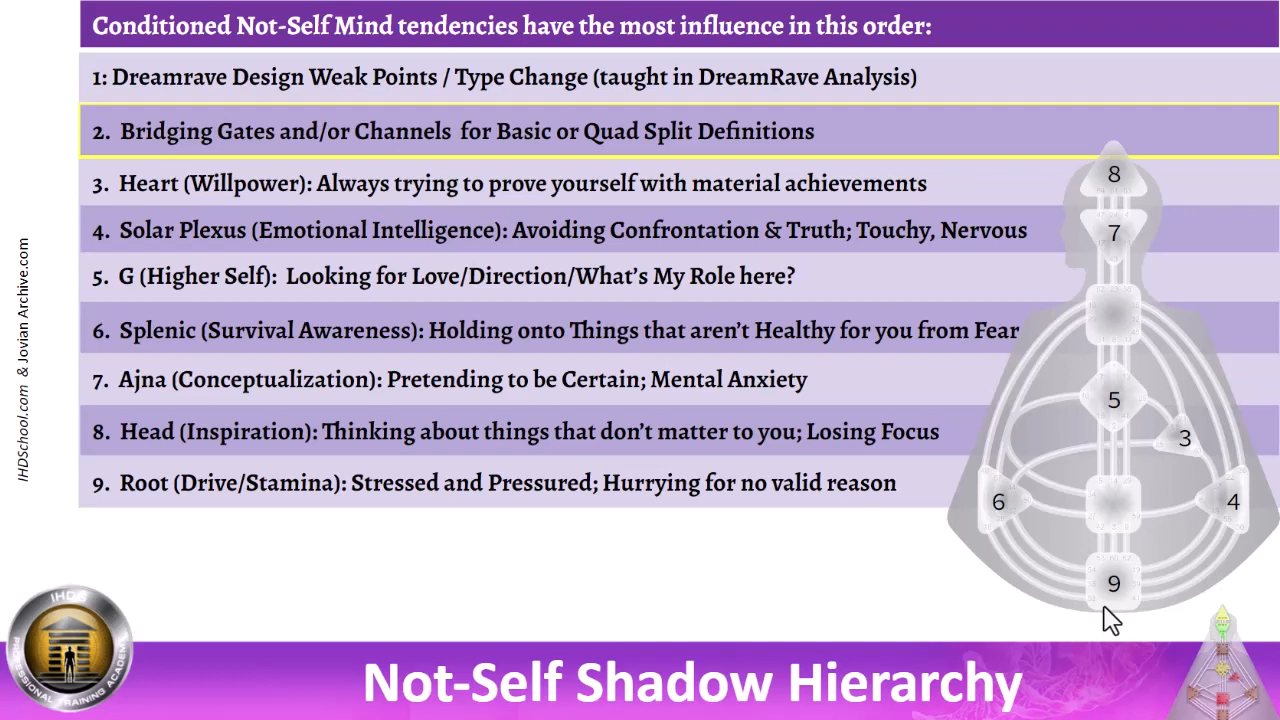 Conditioned Not-Self Mind tendencies have the most influence in this order:
1: Dreamrave Design Weak Points / Type Change (taught in DreamRave Analysis)
2. Bridging Gates and/or Channels for Basic or Quad Split Definitions
3. Heart (Willpower): Always trying to prove yourself with material achievements
4. Solar Plexus (Emotional Intelligence): Avoiding Confrontation & Truth; Touchy, Nervous
5. G (Higher Self): Looking for Love/Direction/What's My Role here?
6. Splenic (Survival Awareness): Holding onto Things that aren't Healthy for you from Fear
7. Ajna (Conceptualization): Pretending to be Certain; Mental Anxiety
8. Head (Inspiration): Thinking about things that don't matter to you; Losing Focus
9. Root (Drive/Stamina): Stressed and Pressured; Hurrying for no valid reason
8
7
5
3
6
4
9
IHDSchool.com & Jovian Archive.com
IHDS
PROFESSIONAL TRAINING ACADEMY
Not-Self Shadow Hierarchy